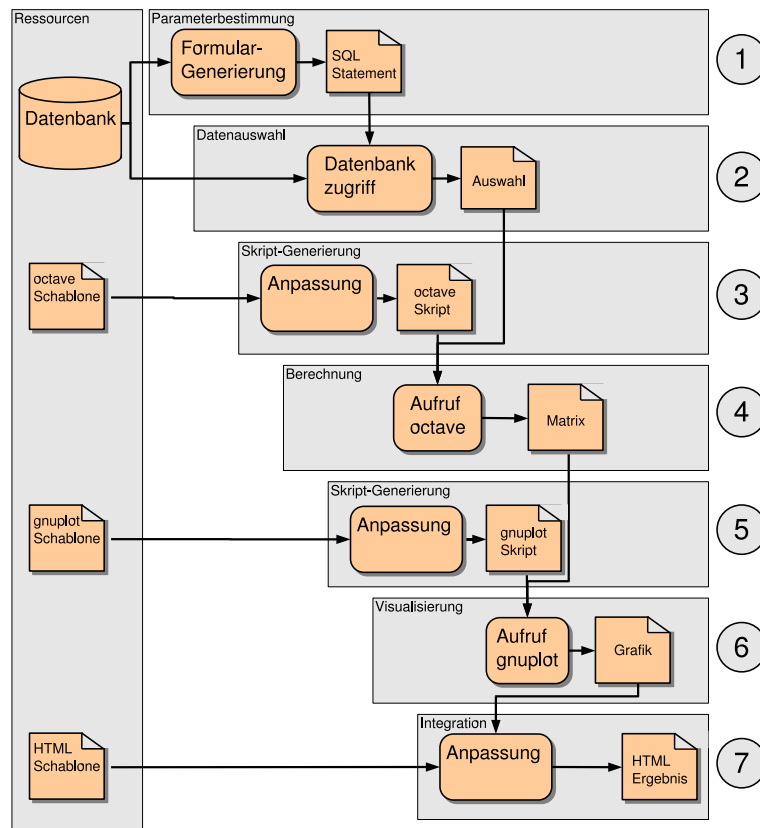 Ressourcen
Parameterbestimmung
Formular-
Generierung
SQL
Statement
1
Datenbank
Datenauswahl
Datenbank
zugriff
Auswahl
2
Skript-Generierung
octave
Schablone
Anpassung
octave
Skript
3
Berechnung
Aufruf
octave
Matrix
4
Skript-Generierung
gnuplot
Schablone
Anpassung
gnuplot
Skript
5
Visualisierung
Aufruf
gnuplot
Grafik
6
Integration
HTML
Schablone
Anpassung
HTML
Ergebnis
7